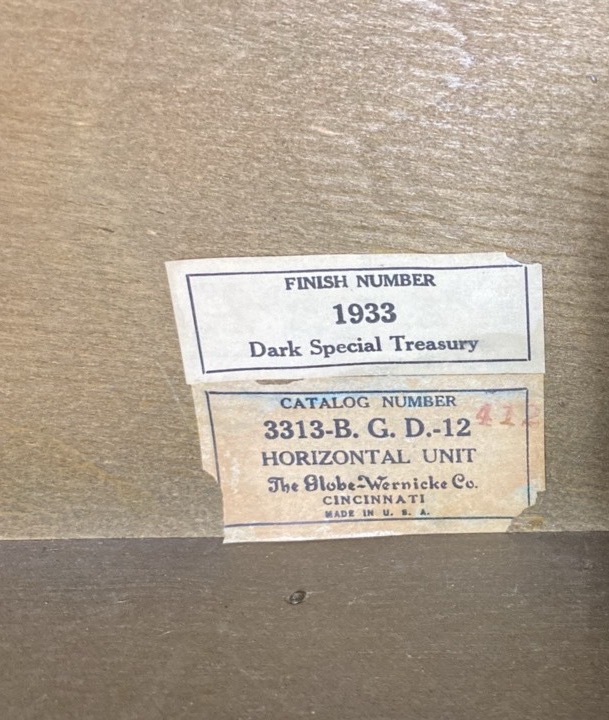 FINISH NUMBER
1933
Dark Special Treasury
CATALOG NUMBER
412
3313-B. G. D.-12
HORIZONTAL UNIT
The Globe-Wernicke Co.
CINCINNATI
MADE IN U. S. A.